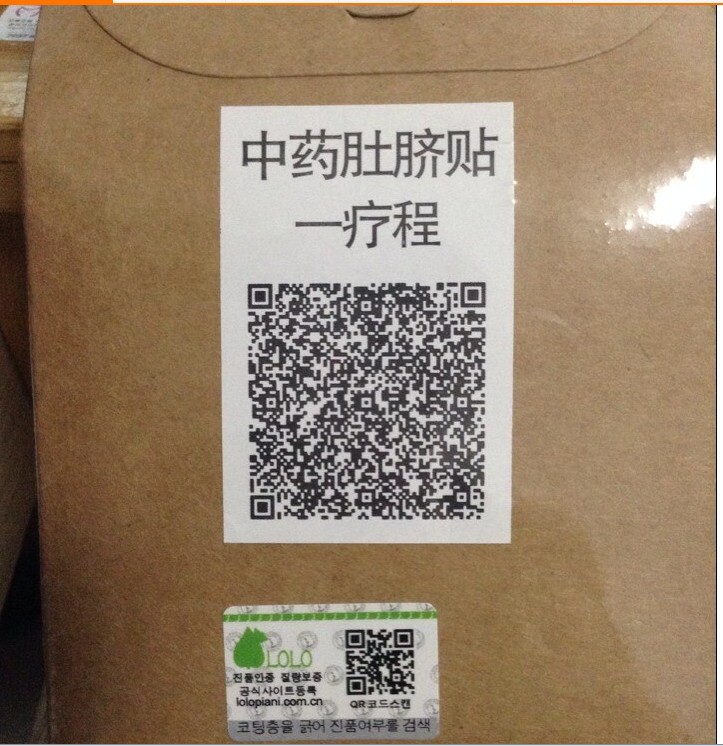 中药肚脐贴
一疗程
LOLO
진품인증 질량보증
공식사이트등록
lolopiani.com.cn
QR코드스캔
코팅층을 긁어 진품여부를 검색